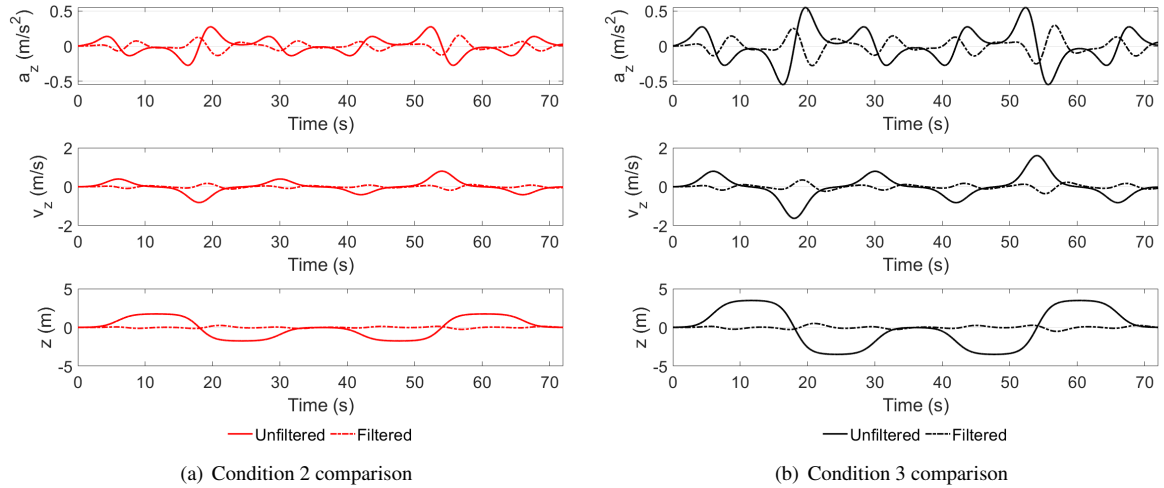 0.5
0
-0.5
a_z (m/s²)
0 10 20 30 40 50 60 70
Time (s)
2
0
-2
v_z (m/s)
0 10 20 30 40 50 60 70
Time (s)
5
0
-5
z (m)
0 10 20 30 40 50 60 70
Time (s)
Unfiltered Filtered
(a) Condition 2 comparison
0.5
0
-0.5
a_z (m/s²)
0 10 20 30 40 50 60 70
Time (s)
2
0
-2
v_z (m/s)
0 10 20 30 40 50 60 70
Time (s)
5
0
-5
z (m)
0 10 20 30 40 50 60 70
Time (s)
Unfiltered Filtered
(b) Condition 3 comparison